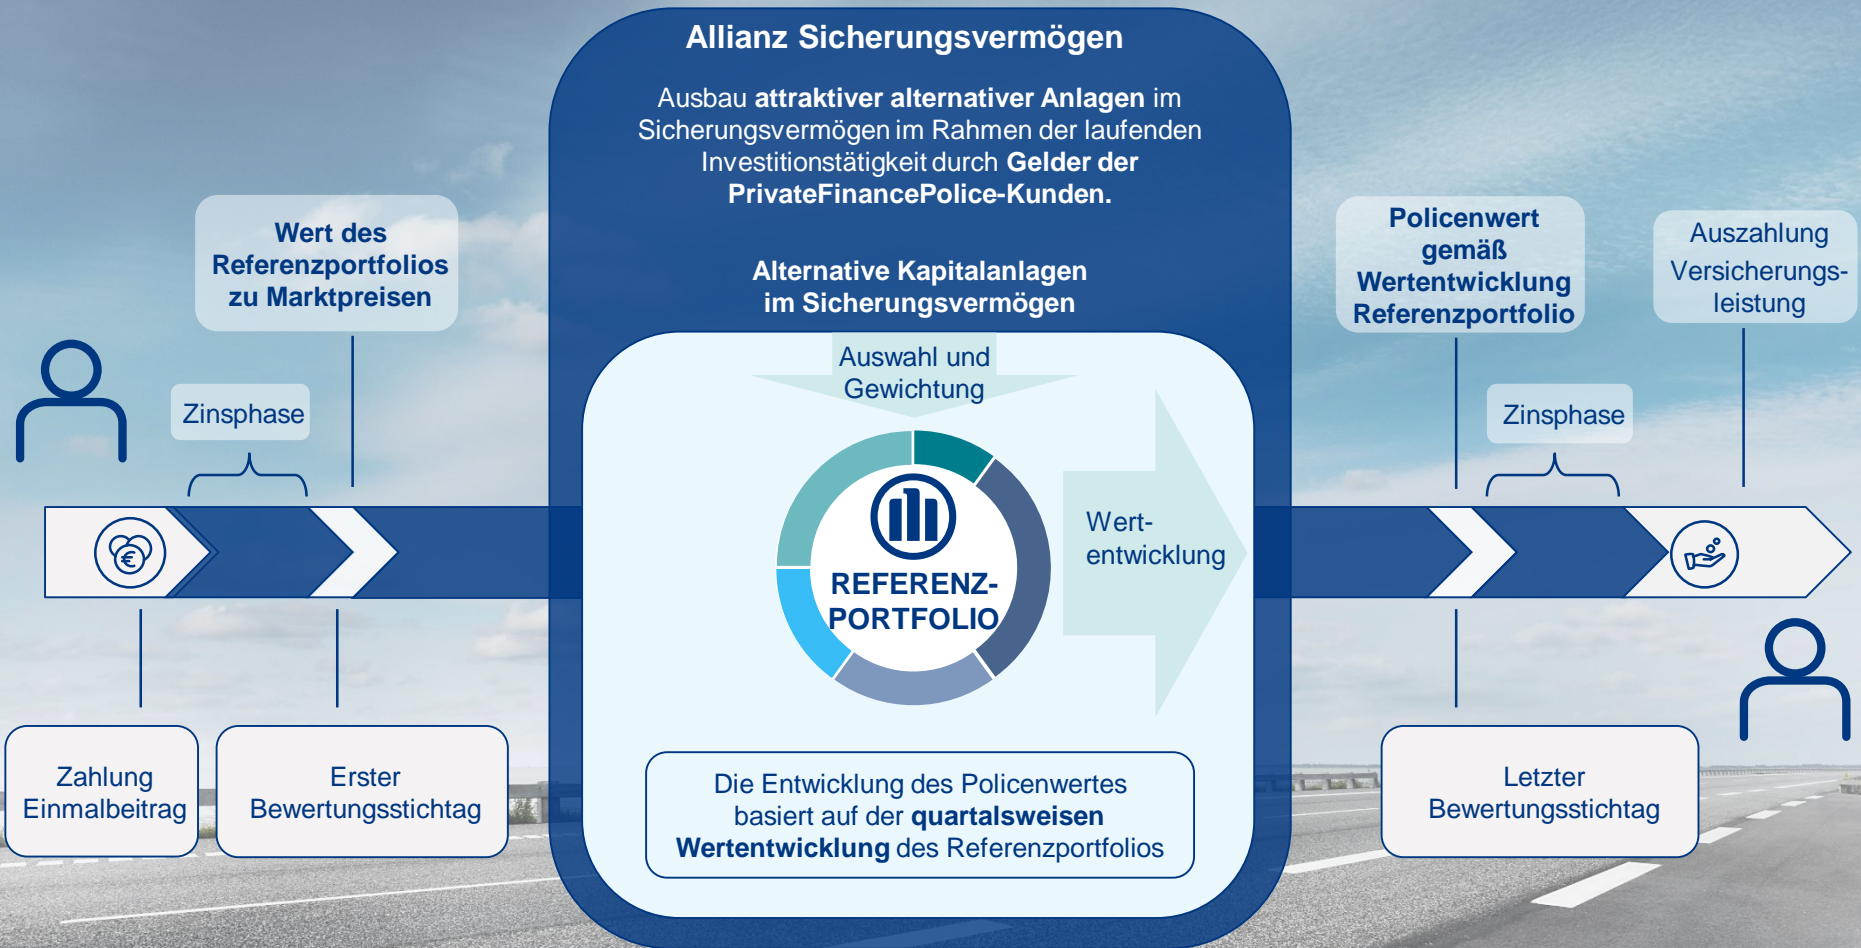 Allianz Sicherungsvermögen
Ausbau attraktiver alternativer Anlagen im
Sicherungsvermögen im Rahmen der laufenden
Investitionstätigkeit durch Gelder der
PrivateFinancePolice-Kunden.
Alternative Kapitalanlagen
im Sicherungsvermögen
Wert des
Referenzportfolios
zu Marktpreisen
Zinsphase
Auswahl und
Gewichtung
REFERENZ-
PORTFOLIO
Wert-
entwicklung
Policenwert
gemäß
Wertentwicklung
Referenzportfolio
Auszahlung
Versicherungs-
leistung
Zinsphase
€
Zahlung
Einmalbeitrag
Erster
Bewertungsstichtag
Die Entwicklung des Policenwertes
basiert auf der quartalsweisen
Wertentwicklung des Referenzportfolios
Letzter
Bewertungsstichtag